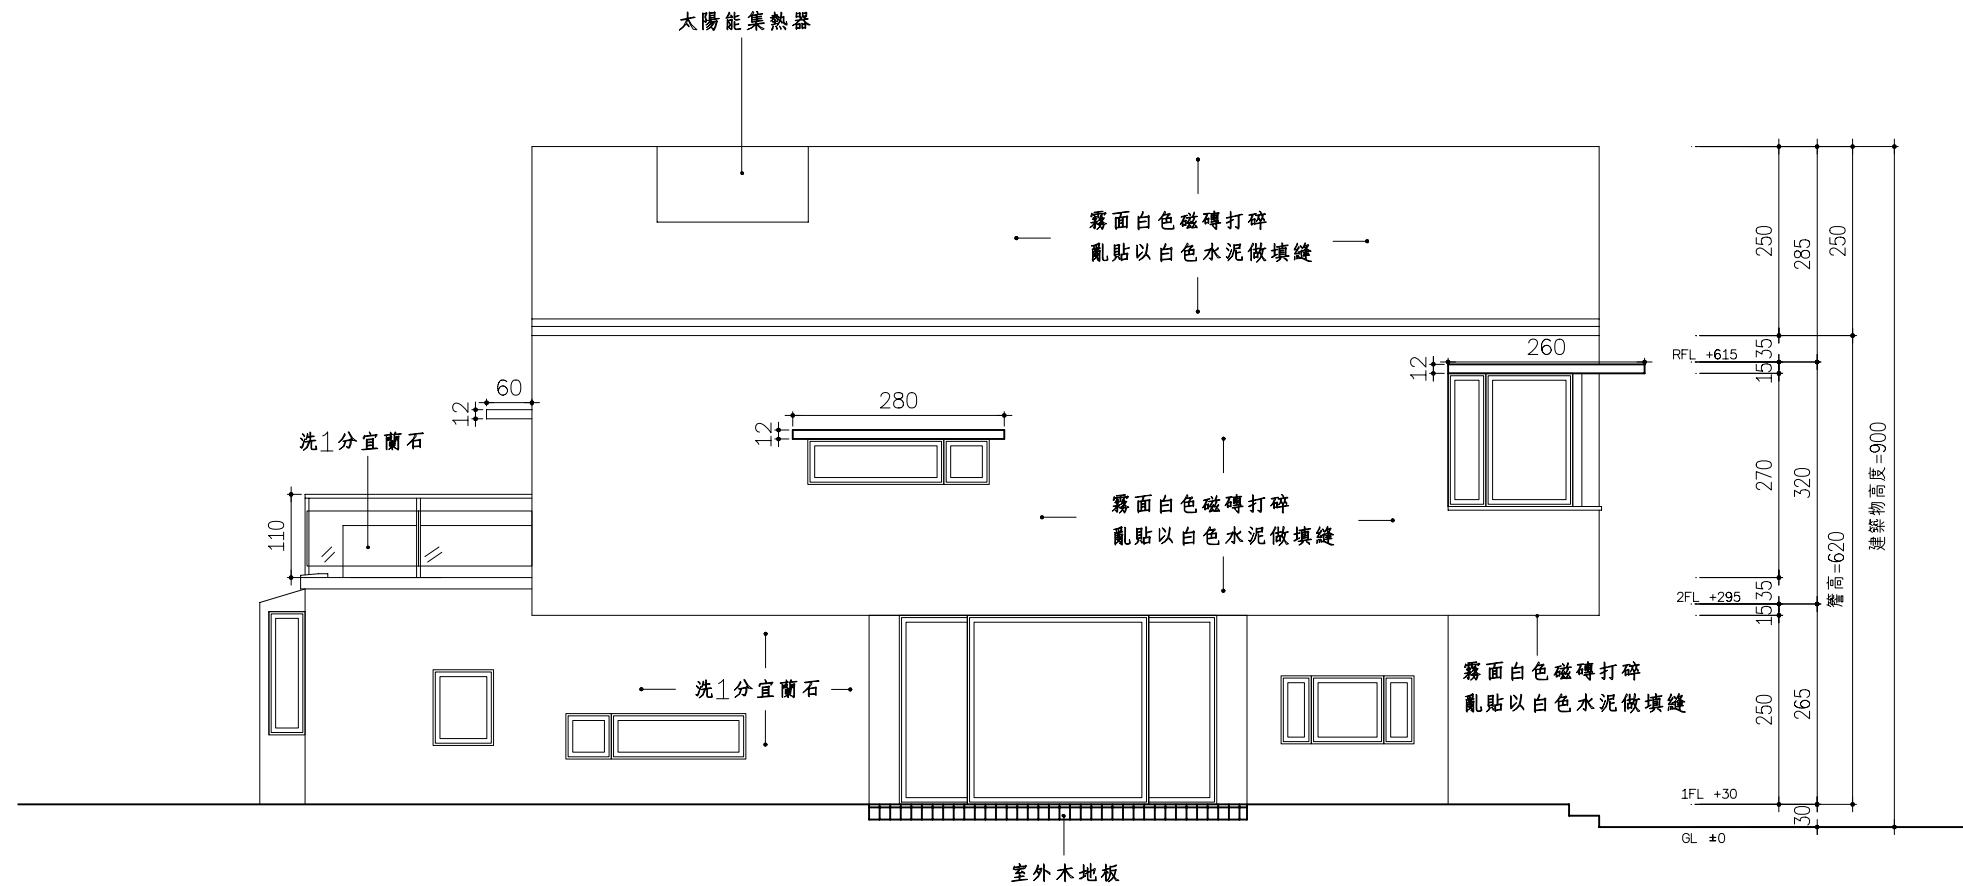 太陽能集熱器
霧面白色磁磚打碎
亂貼以白色水泥做填縫
250
285
250
260
12
RFL +615
35
15
60
12
280
12
洗1分宜蘭石
110
霧面白色磁磚打碎
亂貼以白色水泥做填縫
270
320
簷高=620
建築物高度=900
2FL +295
35
15
洗1分宜蘭石
霧面白色磁磚打碎
亂貼以白色水泥做填縫
250
265
1FL +30
30
GL ±0
室外木地板